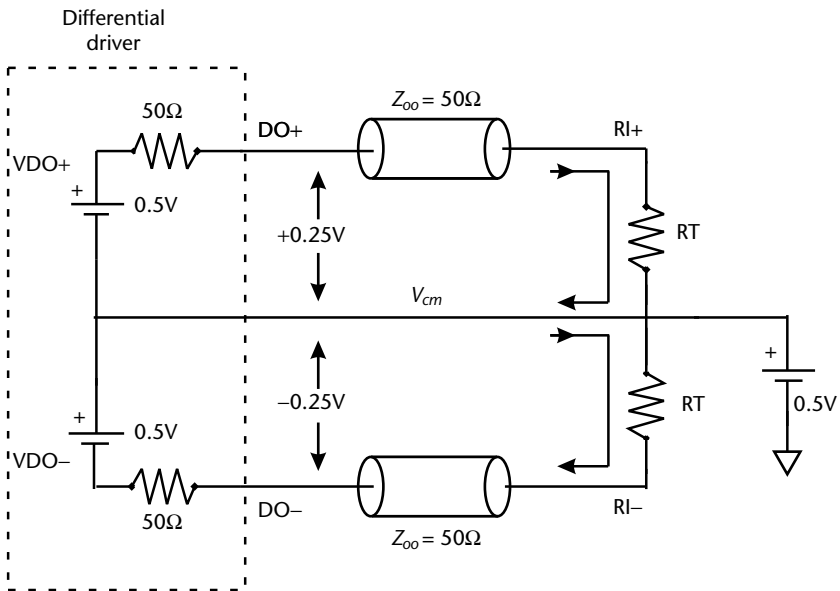 Differential
driver
50Ω
DO+
Zoo = 50Ω
RI+
VDO+
+
0.5V
+0.25V
RT
Vcm
+
0.5V
−0.25V
RT
+
0.5V
VDO−
50Ω
DO−
Zoo = 50Ω
RI−